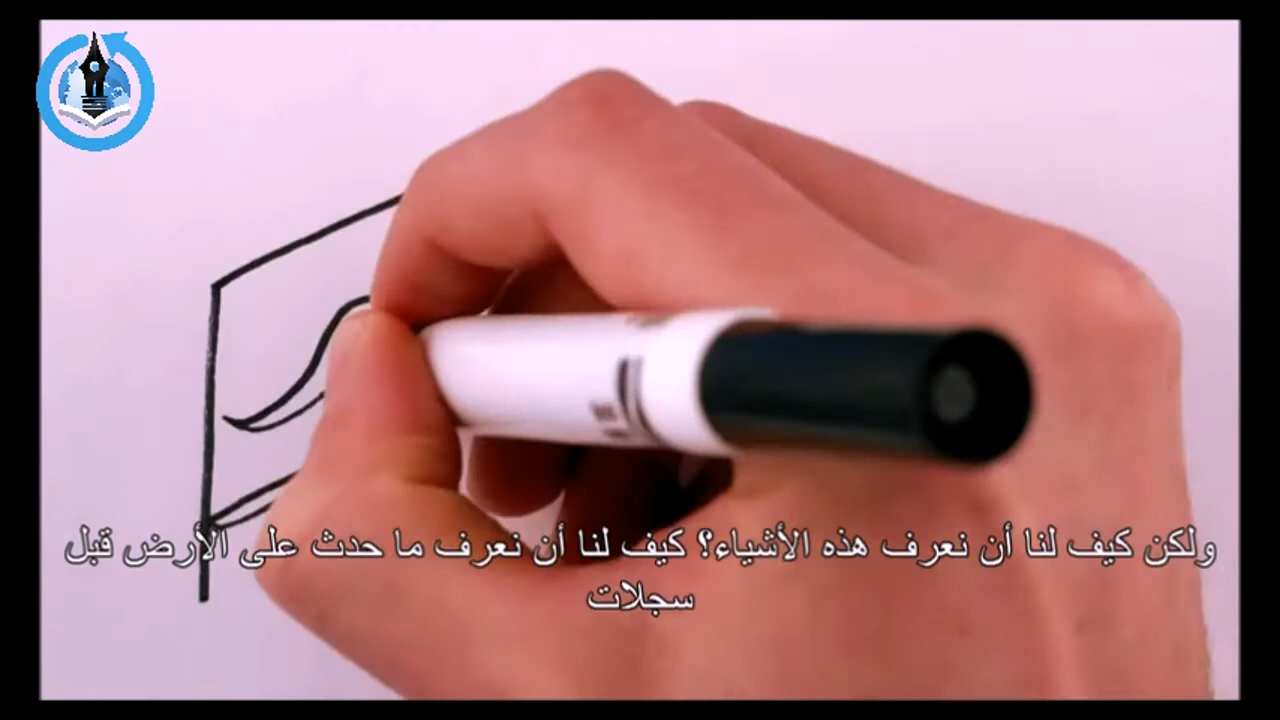 ولكن كيف لنا أن نعرف هذه الأشياء؟ كيف لنا أن نعرف ما حدث على الأرض قبل
سجلات